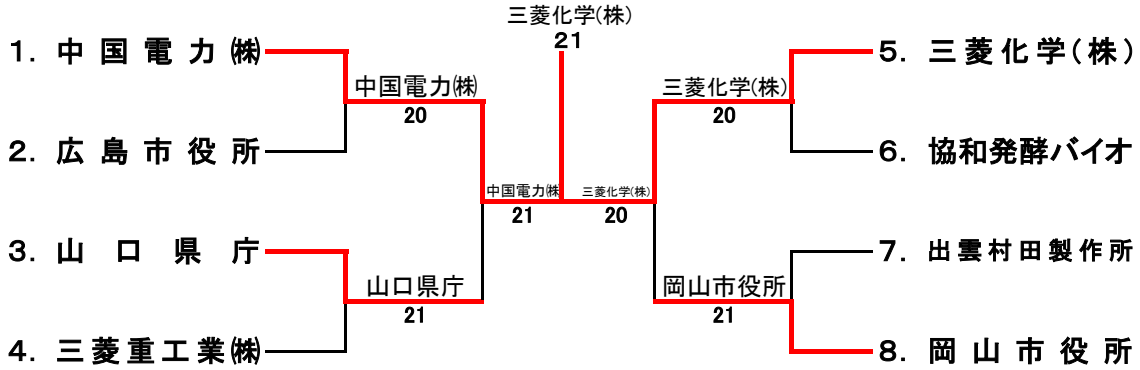 三菱化学(株)
21
1. 中国電力㈱
5. 三菱化学(株)
中国電力㈱
20
三菱化学(株)
20
2. 広島市役所
6. 協和発酵バイオ
中国電力㈱
21
三菱化学(株)
20
3. 山口県庁
7. 出雲村田製作所
山口県庁
21
岡山市役所
21
4. 三菱重工業㈱
8. 岡山市役所